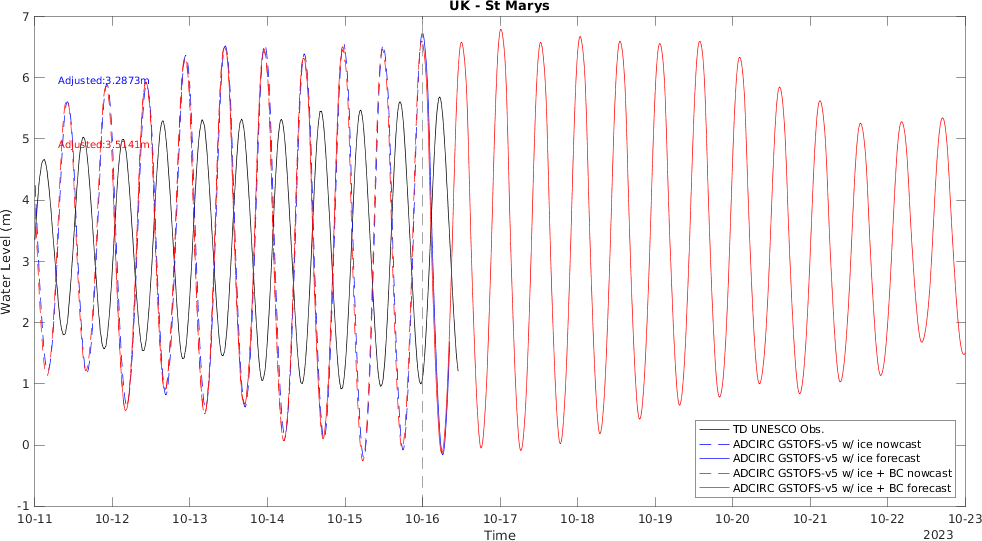 UK - St Marys
7
6
5
4
3
2
1
0
-1
Water Level (m)
Adjusted:3.2873m
Adjusted:3.5141m
TD UNESCO Obs.
ADCIRC GSTOFS-v5 w/ ice nowcast
ADCIRC GSTOFS-v5 w/ ice forecast
ADCIRC GSTOFS-v5 w/ ice + BC nowcast
ADCIRC GSTOFS-v5 w/ ice + BC forecast
10-11 10-12 10-13 10-14 10-15 10-16 10-17 10-18 10-19 10-20 10-21 10-22 10-23
Time
2023